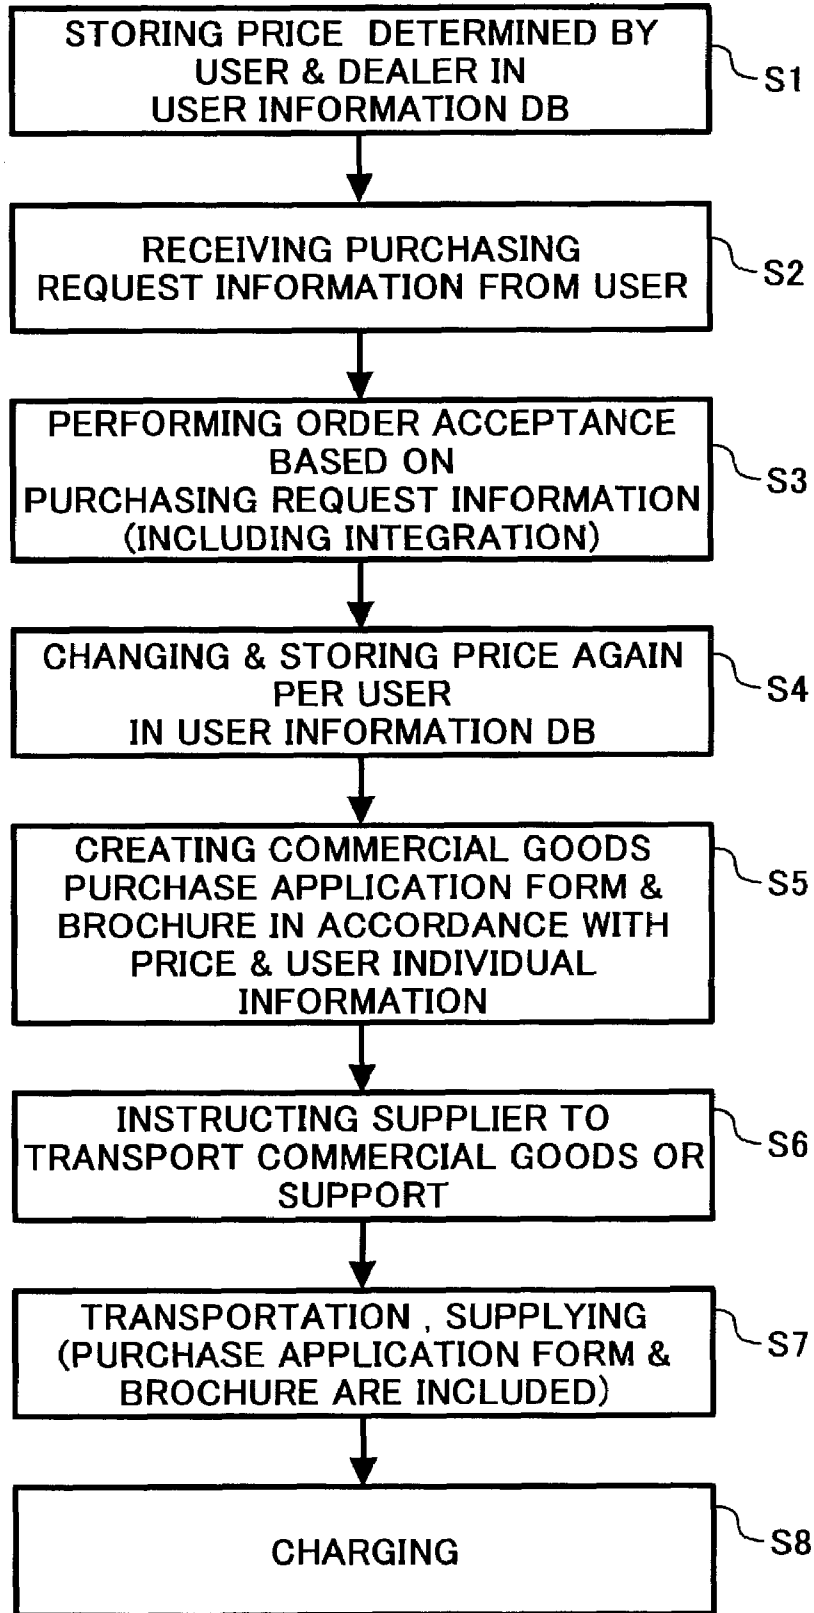 STORING PRICE DETERMINED BY
USER & DEALER IN
USER INFORMATION DB
S1
RECEIVING PURCHASING
REQUEST INFORMATION FROM USER
S2
PERFORMING ORDER ACCEPTANCE
BASED ON
PURCHASING REQUEST INFORMATION
(INCLUDING INTEGRATION)
S3
CHANGING & STORING PRICE AGAIN
PER USER
IN USER INFORMATION DB
S4
CREATING COMMERCIAL GOODS
PURCHASE APPLICATION FORM &
BROCHURE IN ACCORDANCE WITH
PRICE & USER INDIVIDUAL
INFORMATION
S5
INSTRUCTING SUPPLIER TO
TRANSPORT COMMERCIAL GOODS OR
SUPPORT
S6
TRANSPORTATION , SUPPLYING
(PURCHASE APPLICATION FORM &
BROCHURE ARE INCLUDED)
S7
CHARGING
S8